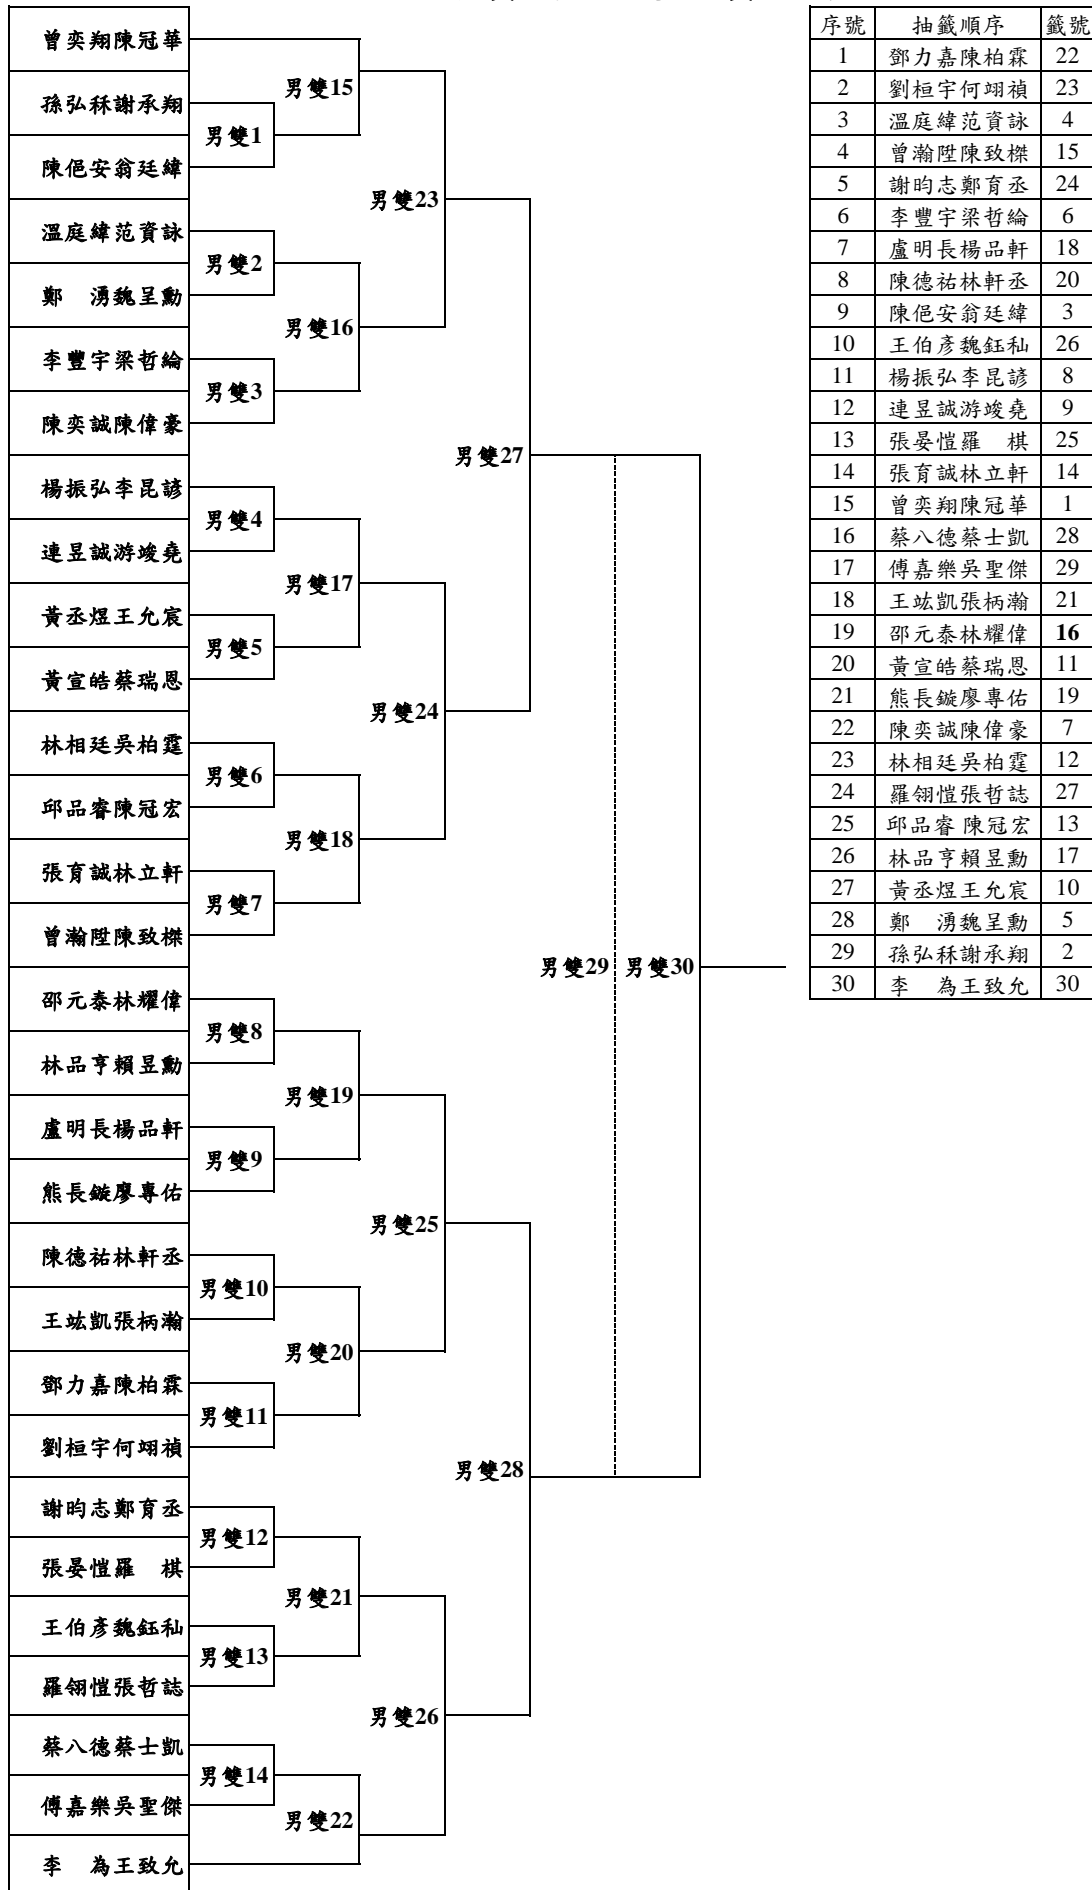 曾奕翔陳冠華
孫弘秝謝承翔
陳俋安翁廷緯
溫庭緯范資詠
鄭　湧魏呈勳
李豐宇梁哲綸
陳奕誠陳偉豪
楊振弘李昆諺
連昱誠游竣堯
黃丞煜王允宸
黃宣皓蔡瑞恩
林相廷吳柏霆
邱品睿陳冠宏
張育誠林立軒
曾瀚陞陳致櫸
邵元泰林耀偉
林品亨賴昱勳
盧明長楊品軒
熊長鏇廖專佑
陳德祐林軒丞
王竑凱張柄瀚
鄧力嘉陳柏霖
劉桓宇何翊禎
謝昀志鄭育丞
張晏愷羅　棋
王伯彥魏鈺秈
羅翎愷張哲誌
蔡八德蔡士凱
傅嘉樂吳聖傑
李　為王致允
男雙1
男雙2
男雙3
男雙4
男雙5
男雙6
男雙7
男雙8
男雙9
男雙10
男雙11
男雙12
男雙13
男雙14
男雙15
男雙16
男雙17
男雙18
男雙19
男雙20
男雙21
男雙22
男雙23
男雙24
男雙25
男雙26
男雙27
男雙28
男雙29 男雙30
序號 抽籤順序 籤號
1 鄧力嘉陳柏霖 22
2 劉桓宇何翊禎 23
3 溫庭緯范資詠 4
4 曾瀚陞陳致櫸 15
5 謝昀志鄭育丞 24
6 李豐宇梁哲綸 6
7 盧明長楊品軒 18
8 陳德祐林軒丞 20
9 陳俋安翁廷緯 3
10 王伯彥魏鈺秈 26
11 楊振弘李昆諺 8
12 連昱誠游竣堯 9
13 張晏愷羅　棋 25
14 張育誠林立軒 14
15 曾奕翔陳冠華 1
16 蔡八德蔡士凱 28
17 傅嘉樂吳聖傑 29
18 王竑凱張柄瀚 21
19 邵元泰林耀偉 16
20 黃宣皓蔡瑞恩 11
21 熊長鏇廖專佑 19
22 陳奕誠陳偉豪 7
23 林相廷吳柏霆 12
24 羅翎愷張哲誌 27
25 邱品睿 陳冠宏 13
26 林品亨賴昱勳 17
27 黃丞煜王允宸 10
28 鄭　湧魏呈勳 5
29 孫弘秝謝承翔 2
30 李　為王致允 30